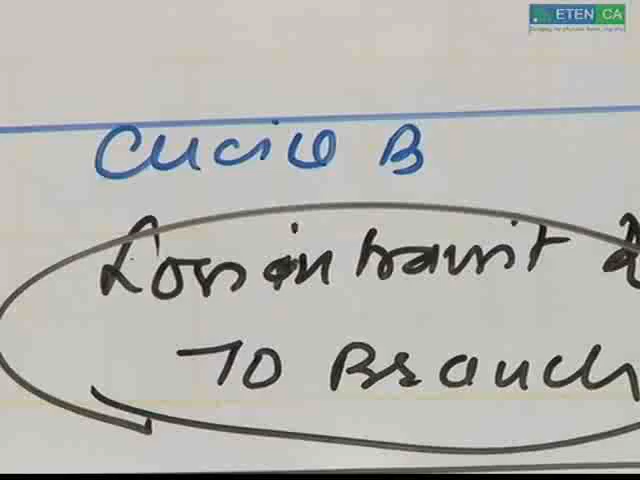 ETEN CA
Circle B
Loss in transit
To Branch